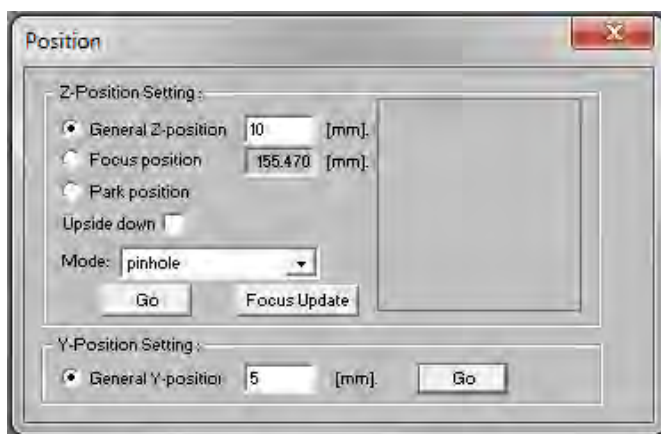 Position
Z-Position Setting:
General Z-position 10 [mm].
Focus position 155.470 [mm].
Park position
Upside down
Mode: pinhole
Go Focus Update
Y-Position Setting:
General Y-position 5 [mm]. Go